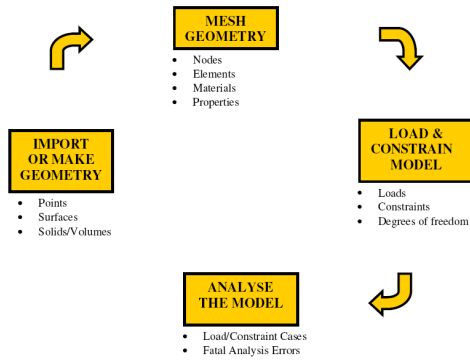 MESH
GEOMETRY
• Nodes
• Elements
• Materials
• Properties
IMPORT
OR MAKE
GEOMETRY
• Points
• Surfaces
• Solids/Volumes
LOAD &
CONSTRAIN
MODEL
• Loads
• Constraints
• Degrees of freedom
ANALYSE
THE MODEL
• Load/Constraint Cases
• Fatal Analysis Errors